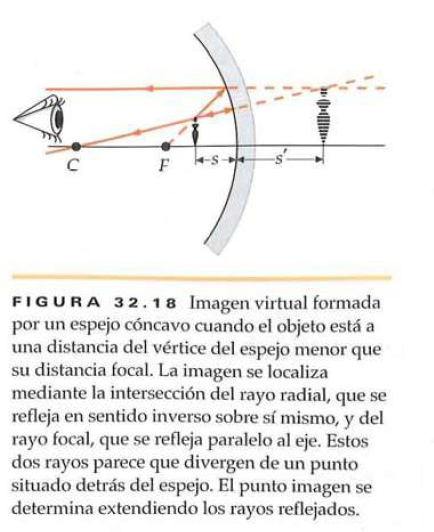 C
F
s
s′
FIGURA 32.18 Imagen virtual formada
por un espejo cóncavo cuando el objeto está a
una distancia del vértice del espejo menor que
su distancia focal. La imagen se localiza
mediante la intersección del rayo radial, que se
refleja en sentido inverso sobre sí mismo, y del
rayo focal, que se refleja paralelo al eje. Estos
dos rayos parece que divergen de un punto
situado detrás del espejo. El punto imagen se
determina extendiendo los rayos reflejados.